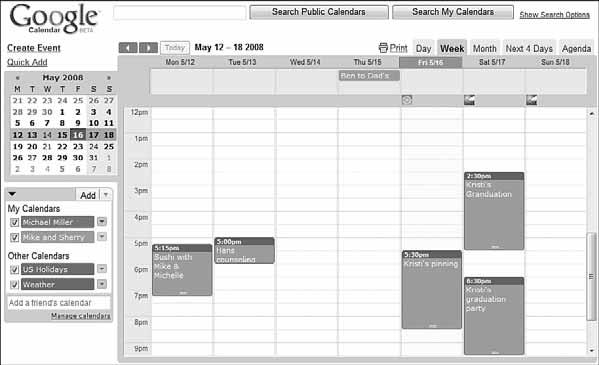 Google
Calendar BETA
Search Public Calendars Search My Calendars Show Search Options
Create Event
Quick Add
Today May 12 – 18 2008 Print Day Week Month Next 4 Days Agenda
« May 2008 »
M T W T F S S
21 22 23 24 25 26 27
28 29 30 1 2 3 4
5 6 7 8 9 10 11
12 13 14 15 16 17 18
19 20 21 22 23 24 25
26 27 28 29 30 31 1
2 3 4 5 6 7 8
Add
My Calendars
Michael Miller
Mike and Sherry
Other Calendars
US Holidays
Weather
Add a friend's calendar
Manage calendars
Mon 5/12 Tue 5/13 Wed 5/14 Thu 5/15 Fri 5/16 Sat 5/17 Sun 5/18
Ben to Dad's
12pm
1pm
2pm
3pm
4pm
5pm
6pm
7pm
8pm
9pm
5:15pm
Sushi with
Mike &
Michelle
5:00pm
Hans
counseling
5:30pm
Kristi's pinning
2:30pm
Kristi's
Granduation
6:30pm
Kristi's
graduation
party